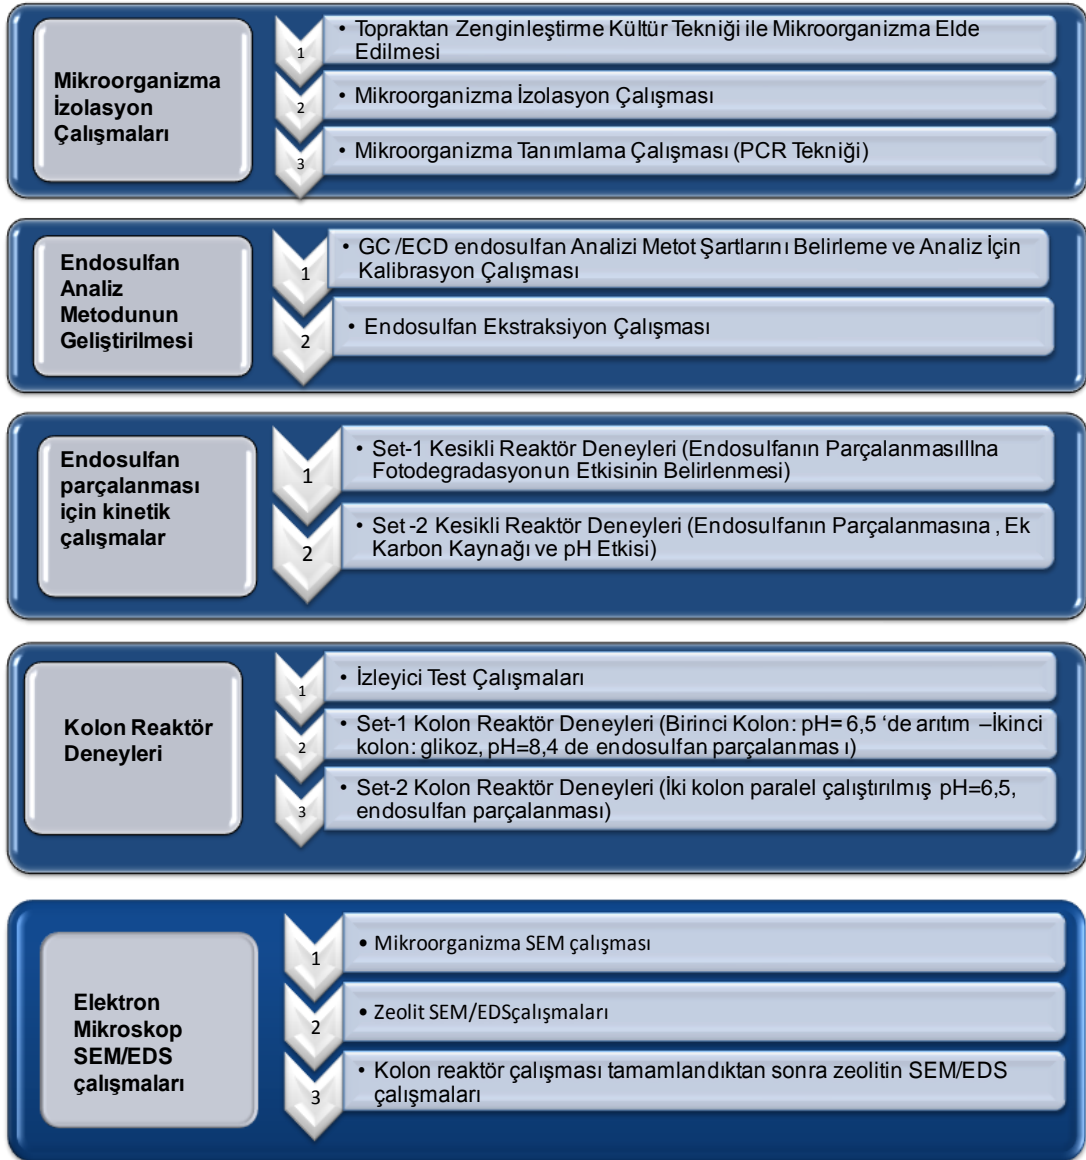 Mikroorganizma
İzolasyon
Çalışmaları
1
• Topraktan Zenginleştirme Kültür Tekniği ile Mikroorganizma Elde
Edilmesi
2
• Mikroorganizma İzolasyon Çalışması
3
• Mikroorganizma Tanımlama Çalışması (PCR Tekniği)
Endosulfan
Analiz
Metodunun
Geliştirilmesi
1
• GC /ECD endosulfan Analizi Metot Şartlarını Belirleme ve Analiz İçin
Kalibrasyon Çalışması
2
• Endosulfan Ekstraksiyon Çalışması
Endosulfan
parçalanması
için kinetik
çalışmalar
1
• Set-1 Kesikli Reaktör Deneyleri (Endosulfanın ParçalanmasıIIIna
Fotodegradasyonun Etkisinin Belirlenmesi)
2
• Set -2 Kesikli Reaktör Deneyleri (Endosulfanın Parçalanmasına , Ek
Karbon Kaynağı ve pH Etkisi)
Kolon Reaktör
Deneyleri
1
• İzleyici Test Çalışmaları
2
• Set-1 Kolon Reaktör Deneyleri (Birinci Kolon: pH= 6,5 ‘de arıtım –İkinci
kolon: glikoz, pH=8,4 de endosulfan parçalanmas ı)
3
• Set-2 Kolon Reaktör Deneyleri (İki kolon paralel çalıştırılmış pH=6,5,
endosulfan parçalanması)
Elektron
Mikroskop
SEM/EDS
çalışmaları
1
• Mikroorganizma SEM çalışması
2
• Zeolit SEM/EDSçalışmaları
3
• Kolon reaktör çalışması tamamlandıktan sonra zeolitin SEM/EDS
çalışmaları